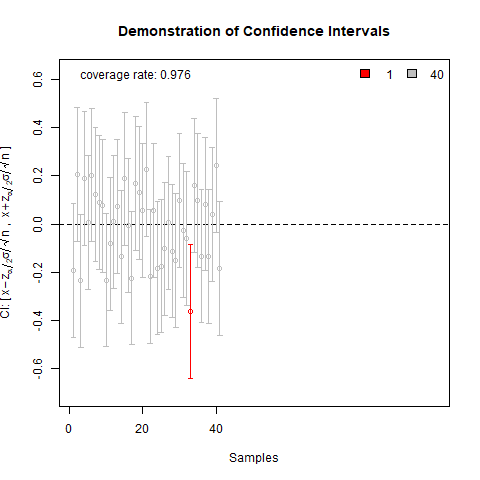 Demonstration of Confidence Intervals
coverage rate: 0.976
1
40
CI: [ x−zα/2σ/√n , x+zα/2σ/√n ]
0.6
0.4
0.2
0.0
-0.2
-0.4
-0.6
0 20 40
Samples